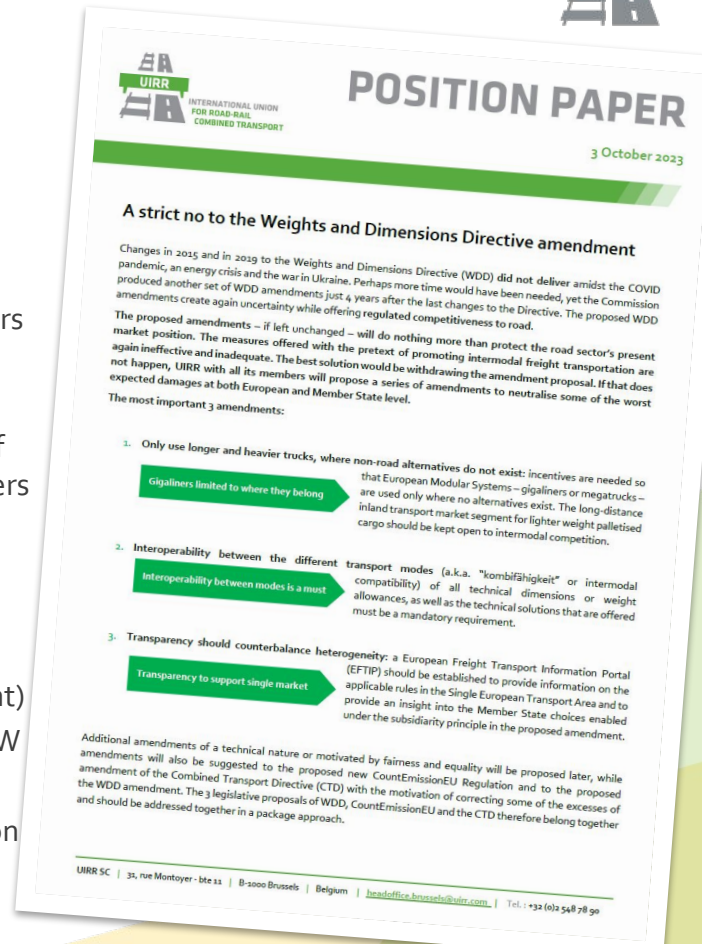 UIRR
INTERNATIONAL UNION
FOR ROAD-RAIL
COMBINED TRANSPORT
POSITION PAPER
3 October 2023
A strict no to the Weights and Dimensions Directive amendment
Changes in 2015 and in 2019 to the Weights and Dimensions Directive (WDD) did not deliver amidst the COVID
pandemic, an energy crisis and the war in Ukraine. Perhaps more time would have been needed, yet the Commission
produced another set of WDD amendments just 4 years after the last changes to the Directive. The proposed WDD
amendments create again uncertainty while offering regulated competitiveness to road.
The proposed amendments – if left unchanged – will do nothing more than protect the road sector's present
market position. The measures offered with the pretext of promoting intermodal freight transportation are
again ineffective and inadequate. The best solution would be withdrawing the amendment proposal. If that does
not happen, UIRR with all its members will propose a series of amendments to neutralise some of the worst
expected damages at both European and Member State level.
The most important 3 amendments:
1. Only use longer and heavier trucks, where non-road alternatives do not exist: incentives are needed so
Gigaliners limited to where they belong
that European Modular Systems – gigaliners or megatrucks –
are used only where no alternatives exist. The long-distance
inland transport market segment for lighter weight palletised
cargo should be kept open to intermodal competition.
2. Interoperability between the different transport modes (a.k.a. "kombifähigkeit" or intermodal
Interoperability between modes is a must
compatibility) of all technical dimensions or weight
allowances, as well as the technical solutions that are offered
must be a mandatory requirement.
3. Transparency should counterbalance heterogeneity: a European Freight Transport Information Portal
Transparency to support single market
(EFTIP) should be established to provide information on the
applicable rules in the Single European Transport Area and to
provide an insight into the Member State choices enabled
under the subsidiarity principle in the proposed amendment.
Additional amendments of a technical nature or motivated by fairness and equality will be proposed later, while
amendments will also be suggested to the proposed new CountEmissionEU Regulation and to the proposed
amendment of the Combined Transport Directive (CTD) with the motivation of correcting some of the excesses of
the WDD amendment. The 3 legislative proposals of WDD, CountEmissionEU and the CTD therefore belong together
and should be addressed together in a package approach.
UIRR SC | 31, rue Montoyer - bte 11 | B-1000 Brussels | Belgium | headoffice.brussels@uirr.com | Tel. : +32 (0)2 548 78 90